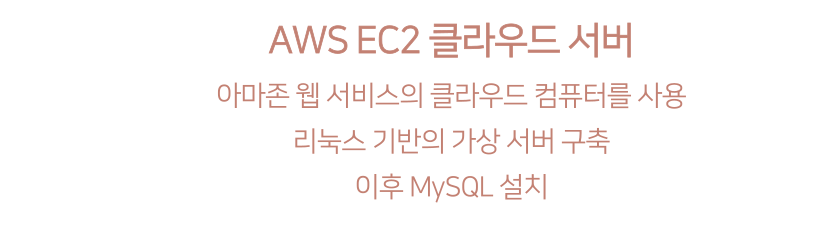 AWS EC2 클라우드 서버
아마존 웹 서비스의 클라우드 컴퓨터를 사용
리눅스 기반의 가상 서버 구축
이후 MySQL 설치